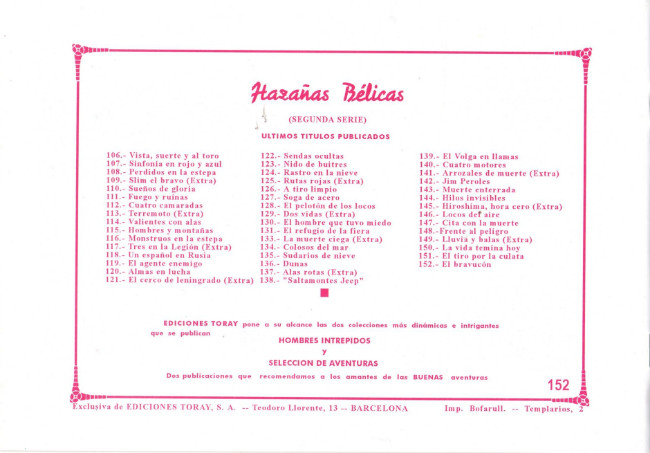 Hazañas Bélicas
(SEGUNDA SERIE)
ULTIMOS TITULOS PUBLICADOS
106.- Vista, suerte y al toro
107.- Sinfonía en rojo y azul
108.- Perdidos en la estepa
109.- Slim el bravo (Extra)
110.- Sueños de gloria
111.- Fuego y ruinas
112.- Cuatro camaradas
113.- Terremoto (Extra)
114.- Valientes con alas
115.- Hombres y montañas
116.- Monstruos en la estepa
117.- Tres en la Legión (Extra)
118.- Un español en Rusia
119.- El agente enemigo
120.- Almas en lucha
121.- El cerco de leningrado (Extra)
122.- Sendas ocultas
123.- Nido de buitres
124.- Rastro en la nieve
125.- Rutas rojas (Extra)
126.- A tiro limpio
127.- Soga de acero
128.- El pelotón de los locos
129.- Dos vidas (Extra)
130.- El hombre que tuvo miedo
131.- El refugio de la fiera
133.- La muerte ciega (Extra)
134.- Colosos del mar
135.- Sudarios de nieve
136.- Dunas
137.- Alas rotas (Extra)
138.- "Saltamontes Jeep"
139.- El Volga en llamas
140.- Cuatro motores
141.- Arrozales de muerte (Extra)
142.- Jim Peroles
143.- Muerte enterrada
144.- Hilos invisibles
145.- Hiroshima, hora cero (Extra)
146.- Locos del aire
147.- Cita con la muerte
148.-Frente al peligro
149.- Lluvia y balas (Extra)
150.- La vida temina hoy
151.- El tiro por la culata
152.- El bravucón
EDICIONES TORAY pone a su alcance las dos colecciones más dinámicas e intrigantes
que se publican
HOMBRES INTREPIDOS
y
SELECCION DE AVENTURAS
Dos publicaciones que recomendamos a los amantes de las BUENAS aventuras
152
Exclusiva de EDICIONES TORAY, S. A. -- Teodoro Llorente, 13 -- BARCELONA Imp. Bofarull. -- Templarios, 2